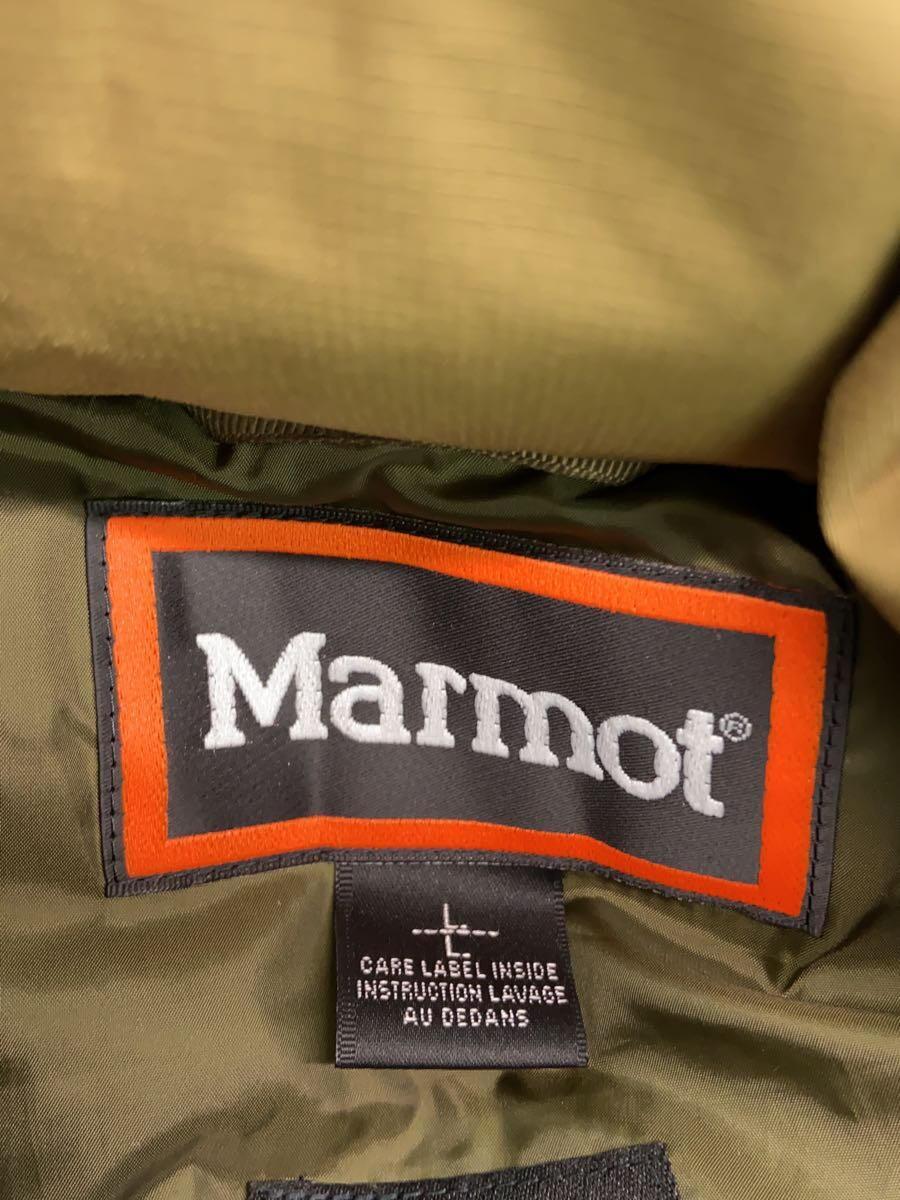 Marmot®
L
L
CARE LABEL INSIDE
INSTRUCTION LAVAGE
AU DEDANS